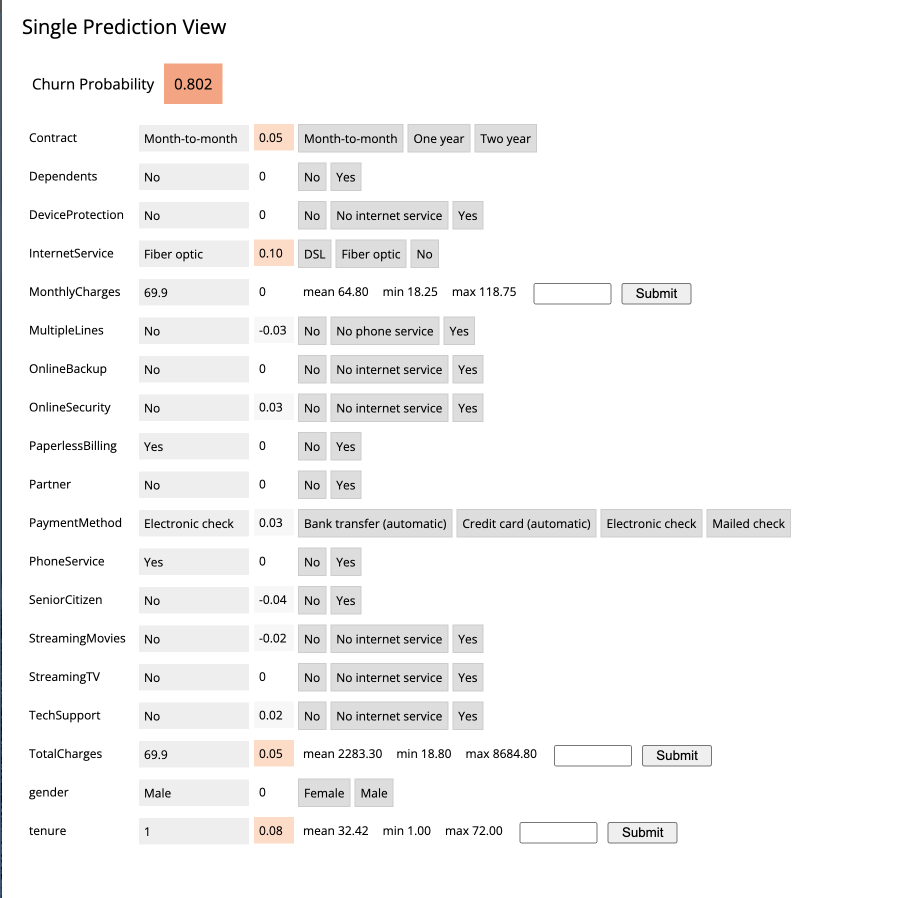 Single Prediction View
Churn Probability 0.802
Contract Month-to-month 0.05 Month-to-month One year Two year
Dependents No 0 No Yes
DeviceProtection No 0 No No internet service Yes
InternetService Fiber optic 0.10 DSL Fiber optic No
MonthlyCharges 69.9 0 mean 64.80 min 18.25 max 118.75 Submit
MultipleLines No -0.03 No No phone service Yes
OnlineBackup No 0 No No internet service Yes
OnlineSecurity No 0.03 No No internet service Yes
PaperlessBilling Yes 0 No Yes
Partner No 0 No Yes
PaymentMethod Electronic check 0.03 Bank transfer (automatic) Credit card (automatic) Electronic check Mailed check
PhoneService Yes 0 No Yes
SeniorCitizen No -0.04 No Yes
StreamingMovies No -0.02 No No internet service Yes
StreamingTV No 0 No No internet service Yes
TechSupport No 0.02 No No internet service Yes
TotalCharges 69.9 0.05 mean 2283.30 min 18.80 max 8684.80 Submit
gender Male 0 Female Male
tenure 1 0.08 mean 32.42 min 1.00 max 72.00 Submit